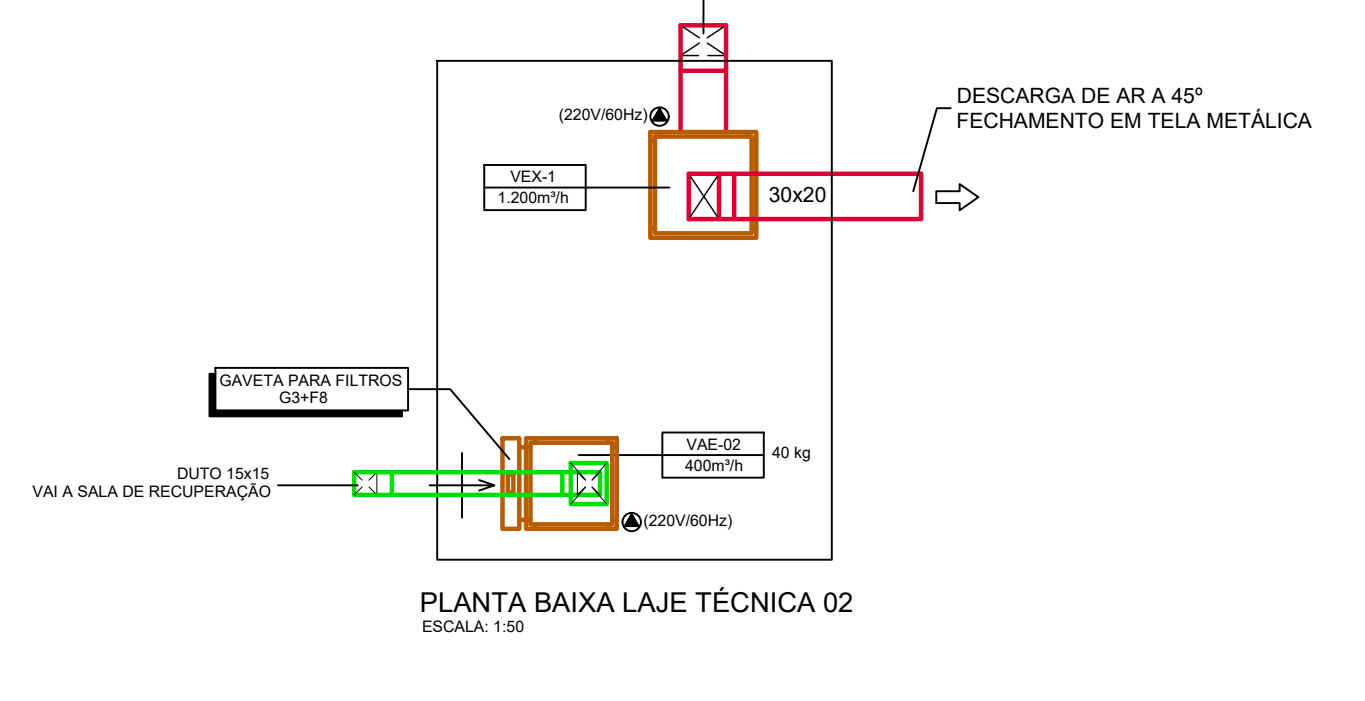 DESCARGA DE AR A 45º
FECHAMENTO EM TELA METÁLICA
(220V/60Hz)
VEX-1
1.200m³/h
30x20
GAVETA PARA FILTROS
G3+F8
VAE-02
400m³/h
40 kg
DUTO 15x15
VAI A SALA DE RECUPERAÇÃO
(220V/60Hz)
PLANTA BAIXA LAJE TÉCNICA 02
ESCALA: 1:50